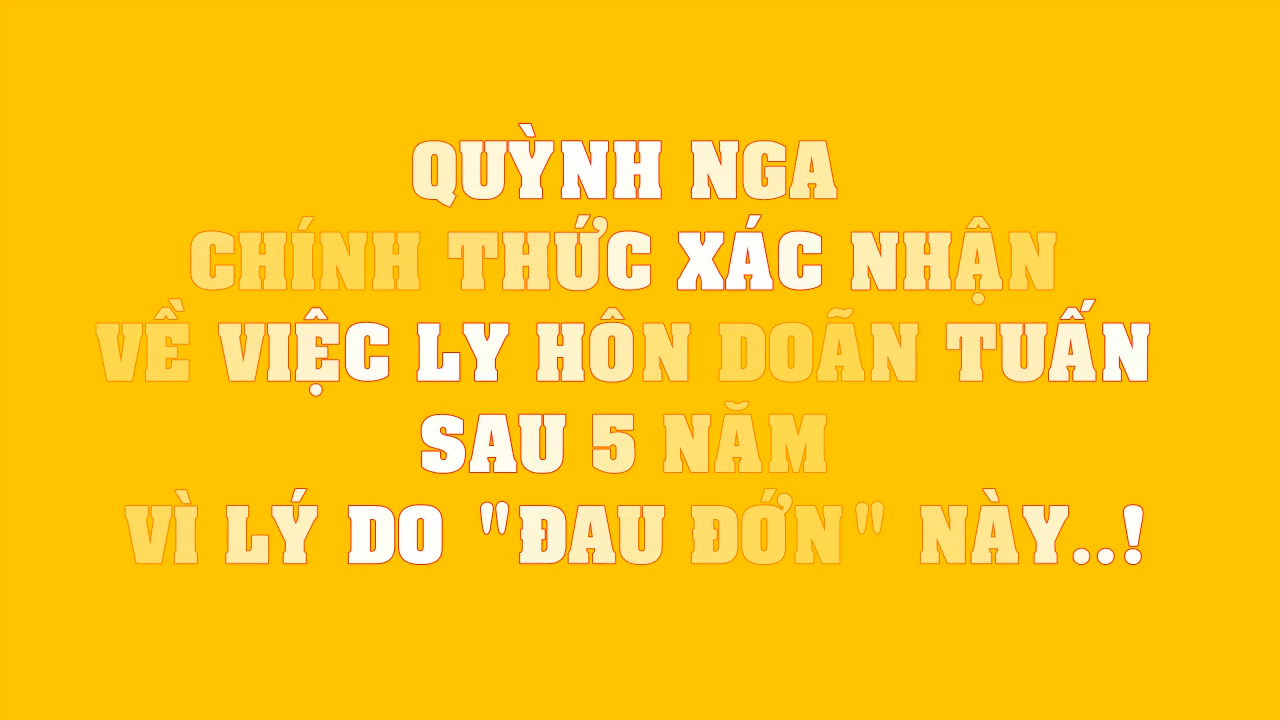 QUỲNH NGA
CHÍNH THỨC XÁC NHẬN
VỀ VIỆC LY HÔN DOÃN TUẤN
SAU 5 NĂM
VÌ LÝ DO "ĐAU ĐỚN" NÀY..!